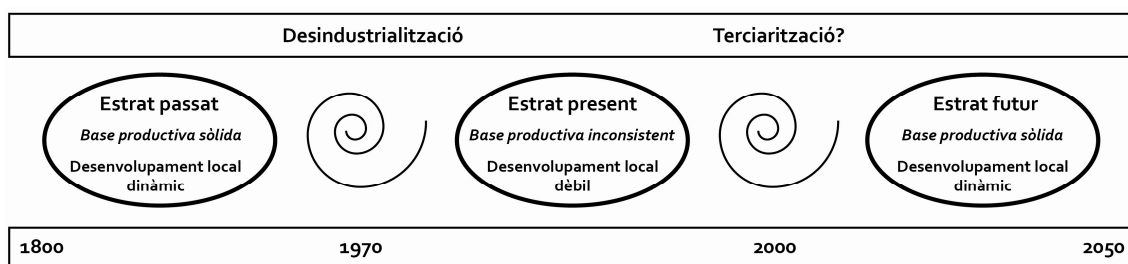 Desindustrialització
Terciarització?
Estrat passat
Base productiva sòlida
Desenvolupament local
dinàmic
Estrat present
Base productiva inconsistent
Desenvolupament local
dèbil
Estrat futur
Base productiva sòlida
Desenvolupament local
dinàmic
1800
1970
2000
2050